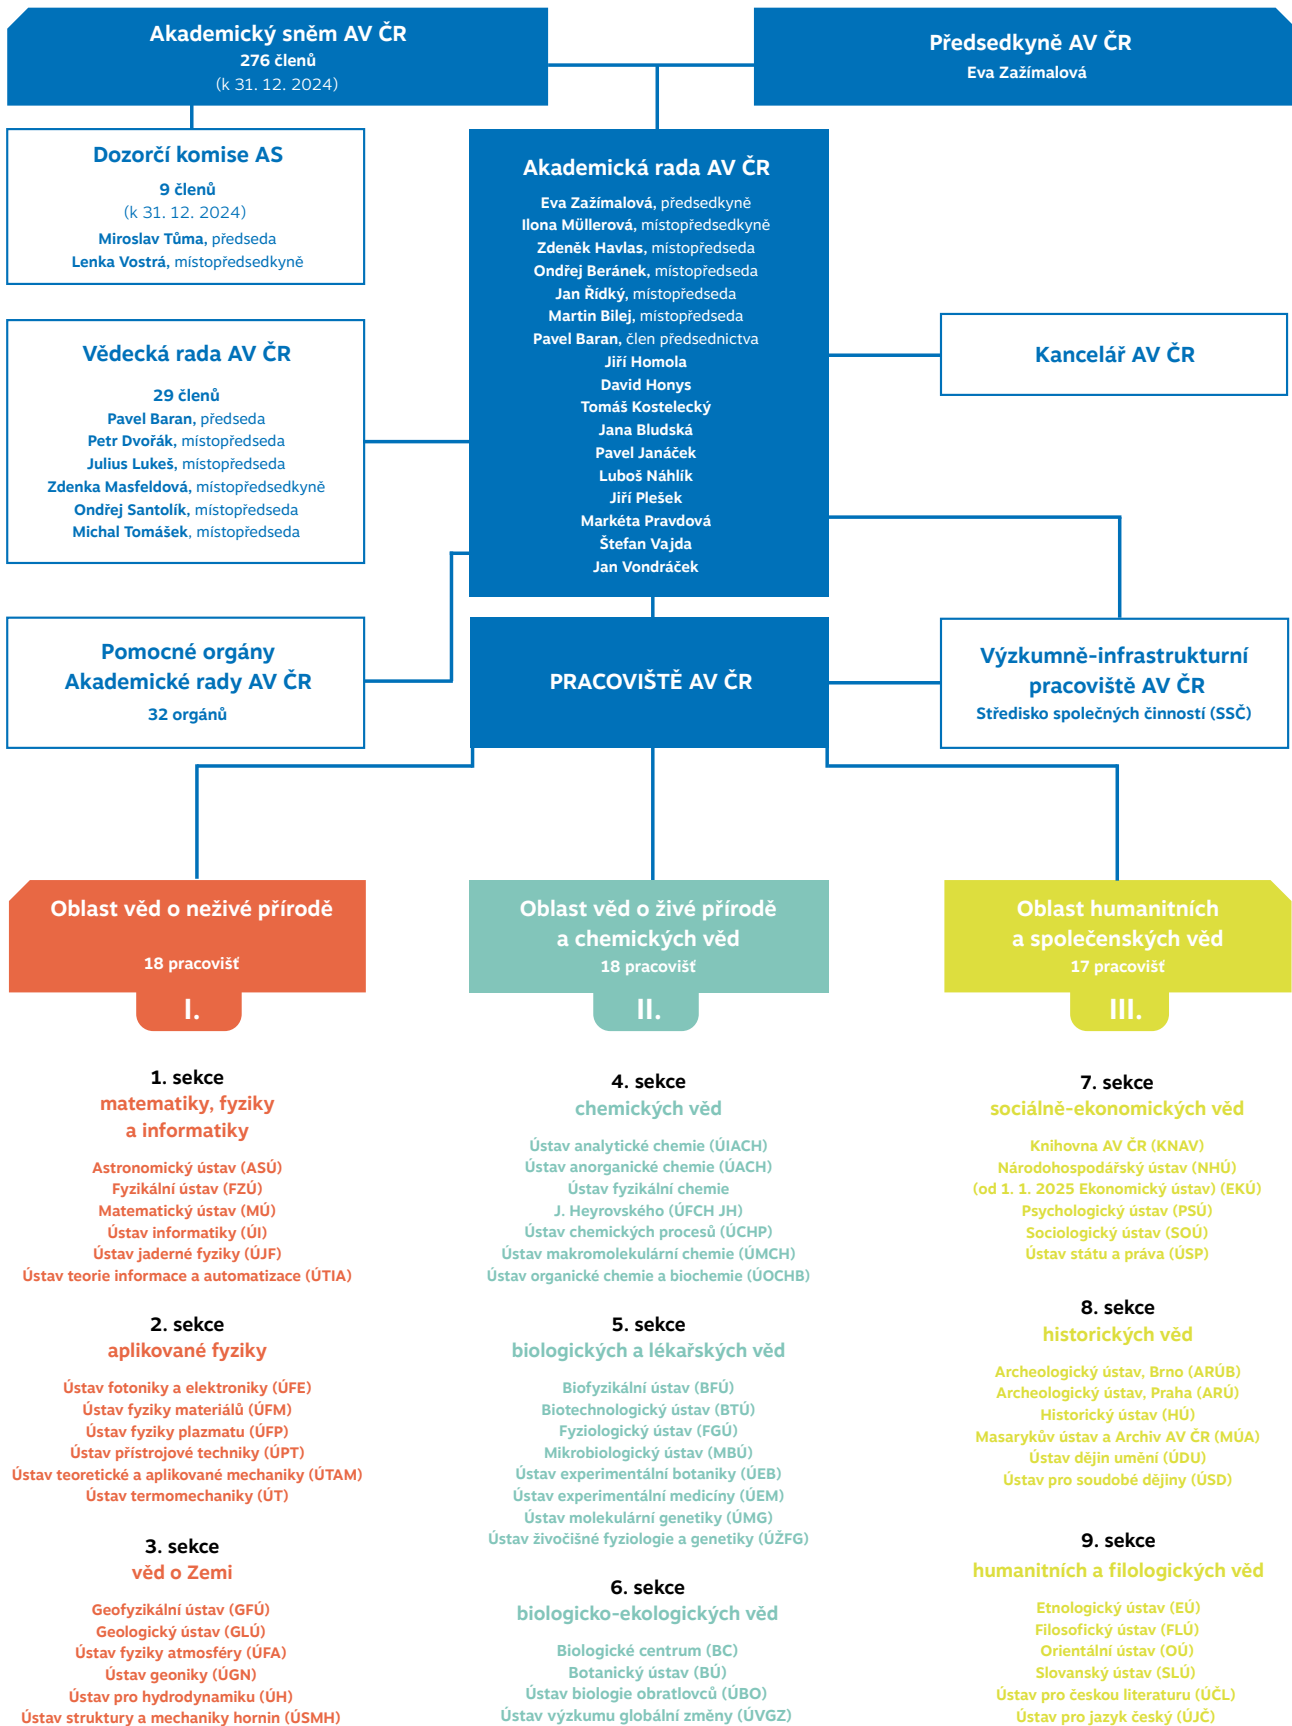 Akademický sněm AV ČR
276 členů
(k 31. 12. 2024)
Předsedkyně AV ČR
Eva Zažímalová
Dozorčí komise AS
9 členů
(k 31. 12. 2024)
Miroslav Tůma, předseda
Lenka Vostrá, místopředsedkyně
Akademická rada AV ČR
Eva Zažímalová, předsedkyně
Ilona Müllerová, místopředsedkyně
Zdeněk Havlas, místopředseda
Ondřej Beránek, místopředseda
Jan Řídký, místopředseda
Martin Bilej, místopředseda
Pavel Baran, člen předsednictva
Jiří Homola
David Honys
Tomáš Kostelecký
Jana Bludská
Pavel Janáček
Luboš Náhlík
Jiří Plešek
Markéta Pravdová
Štefan Vajda
Jan Vondráček
Vědecká rada AV ČR
29 členů
Pavel Baran, předseda
Petr Dvořák, místopředseda
Julius Lukeš, místopředseda
Zdenka Masfeldová, místopředsedkyně
Ondřej Santolík, místopředseda
Michal Tomášek, místopředseda
Kancelář AV ČR
Pomocné orgány
Akademické rady AV ČR
32 orgánů
PRACOVIŠTĚ AV ČR
Výzkumně-infrastrukturní
pracoviště AV ČR
Středisko společných činností (SSČ)
Oblast věd o neživé přírodě
18 pracovišť
I.
1. sekce
matematiky, fyziky
a informatiky
Astronomický ústav (ASÚ)
Fyzikální ústav (FZÚ)
Matematický ústav (MÚ)
Ústav informatiky (ÚI)
Ústav jaderné fyziky (ÚJF)
Ústav teorie informace a automatizace (ÚTIA)
2. sekce
aplikované fyziky
Ústav fotoniky a elektroniky (ÚFE)
Ústav fyziky materiálů (ÚFM)
Ústav fyziky plazmatu (ÚFP)
Ústav přístrojové techniky (ÚPT)
Ústav teoretické a aplikované mechaniky (ÚTAM)
Ústav termomechaniky (ÚT)
3. sekce
věd o Zemi
Geofyzikální ústav (GFÚ)
Geologický ústav (GLÚ)
Ústav fyziky atmosféry (ÚFA)
Ústav geoniky (ÚGN)
Ústav pro hydrodynamiku (ÚH)
Ústav struktury a mechaniky hornin (ÚSMH)
Oblast věd o živé přírodě
a chemických věd
18 pracovišť
II.
4. sekce
chemických věd
Ústav analytické chemie (ÚIACH)
Ústav anorganické chemie (ÚACH)
Ústav fyzikální chemie
J. Heyrovského (ÚFCH JH)
Ústav chemických procesů (ÚCHP)
Ústav makromolekulární chemie (ÚMCH)
Ústav organické chemie a biochemie (ÚOCHB)
5. sekce
biologických a lékařských věd
Biofyzikální ústav (BFÚ)
Biotechnologický ústav (BTÚ)
Fyziologický ústav (FGÚ)
Mikrobiologický ústav (MBÚ)
Ústav experimentální botaniky (ÚEB)
Ústav experimentální medicíny (ÚEM)
Ústav molekulární genetiky (ÚMG)
Ústav živočišné fyziologie a genetiky (ÚŽFG)
6. sekce
biologicko-ekologických věd
Biologické centrum (BC)
Botanický ústav (BÚ)
Ústav biologie obratlovců (ÚBO)
Ústav výzkumu globální změny (ÚVGZ)
Oblast humanitních
a společenských věd
17 pracovišť
III.
7. sekce
sociálně-ekonomických věd
Knihovna AV ČR (KNAV)
Národohospodářský ústav (NHÚ)
(od 1. 1. 2025 Ekonomický ústav) (EKÚ)
Psychologický ústav (PSÚ)
Sociologický ústav (SOÚ)
Ústav státu a práva (ÚSP)
8. sekce
historických věd
Archeologický ústav, Brno (ARÚB)
Archeologický ústav, Praha (ARÚ)
Historický ústav (HÚ)
Masarykův ústav a Archiv AV ČR (MÚA)
Ústav dějin umění (ÚDU)
Ústav pro soudobé dějiny (ÚSD)
9. sekce
humanitních a filologických věd
Etnologický ústav (EÚ)
Filosofický ústav (FLÚ)
Orientální ústav (OÚ)
Slovanský ústav (SLÚ)
Ústav pro českou literaturu (ÚČL)
Ústav pro jazyk český (ÚJČ)